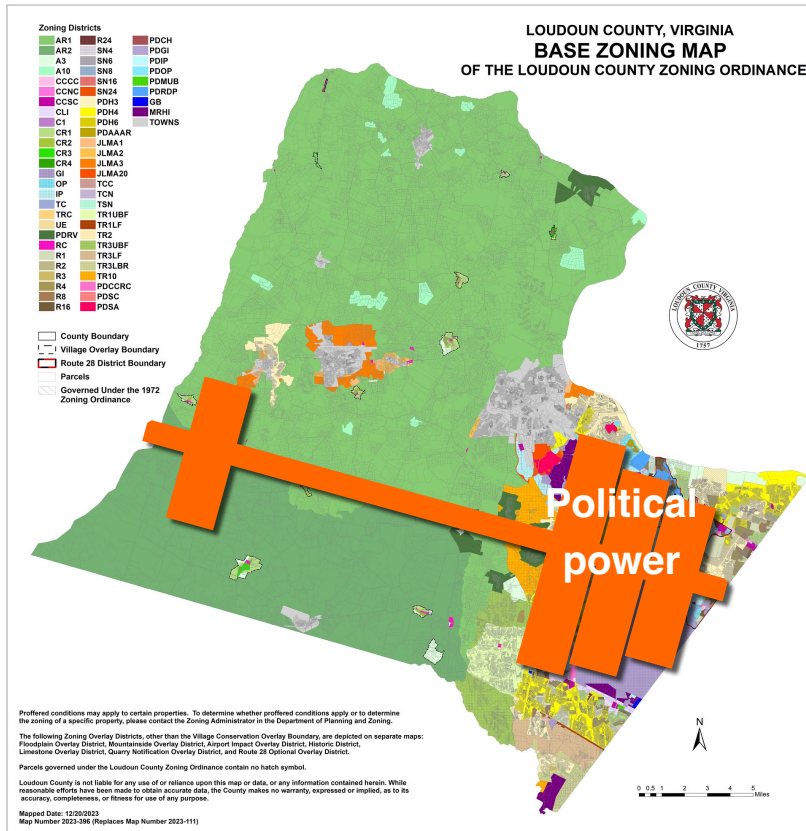 LOUDOUN COUNTY, VIRGINIA
BASE ZONING MAP
OF THE LOUDOUN COUNTY ZONING ORDINANCE
Zoning Districts
AR1 R24 PDCH
AR2 SN4 PDGI
A3 SN6 PDIP
A10 SN8 PDOP
CCCC SN16 PDMUB
CCNC SN24 PDRDP
CCSC PDH3 GB
CLI PDH4 MRHI
C1 PDH6 TOWNS
CR1 PDAAAR
CR2 JLMA1
CR3 JLMA2
CR4 JLMA3
GI JLMA20
OP TCC
IP TCN
TC TSN
TRC TR1UBF
UE TR1LF
PDRV TR2
RC TR3UBF
R1 TR3LF
R2 TR3LBR
R3 TR10
R4 PDCCRC
R8 PDSC
R16 PDSA
County Boundary
Village Overlay Boundary
Route 28 District Boundary
Parcels
Governed Under the 1972
Zoning Ordinance
LOUDOUN COUNTY VIRGINIA
1757
Political
power
Proffered conditions may apply to certain properties. To determine whether proffered conditions apply or to determine
the zoning of a specific property, please contact the Zoning Administrator in the Department of Planning and Zoning.
The following Zoning Overlay Districts, other than the Village Conservation Overlay Boundary, are depicted on separate maps:
Floodplain Overlay District, Mountainside Overlay District, Airport Impact Overlay District, Historic District,
Limestone Overlay District, Quarry Notification Overlay District, and Route 28 Optional Overlay District.
Parcels governed under the Loudoun County Zoning Ordinance contain no hatch symbol.
Loudoun County is not liable for any use of or reliance upon this map or data, or any information contained herein. While
reasonable efforts have been made to obtain accurate data, the County makes no warranty, expressed or implied, as to its
accuracy, completeness, or fitness for use of any purpose.
Mapped Date: 12/20/2023
Map Number 2023-396 (Replaces Map Number 2023-111)
N
0 0.5 1 2 3 4 5
Miles